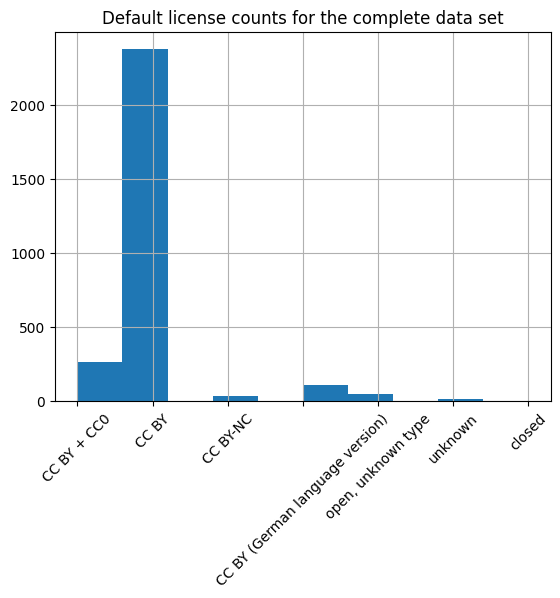 Default license counts for the complete data set
2000
1500
1000
500
0
CC BY + CC0
CC BY
CC BY-NC
CC BY (German language version)
open, unknown type
unknown
closed